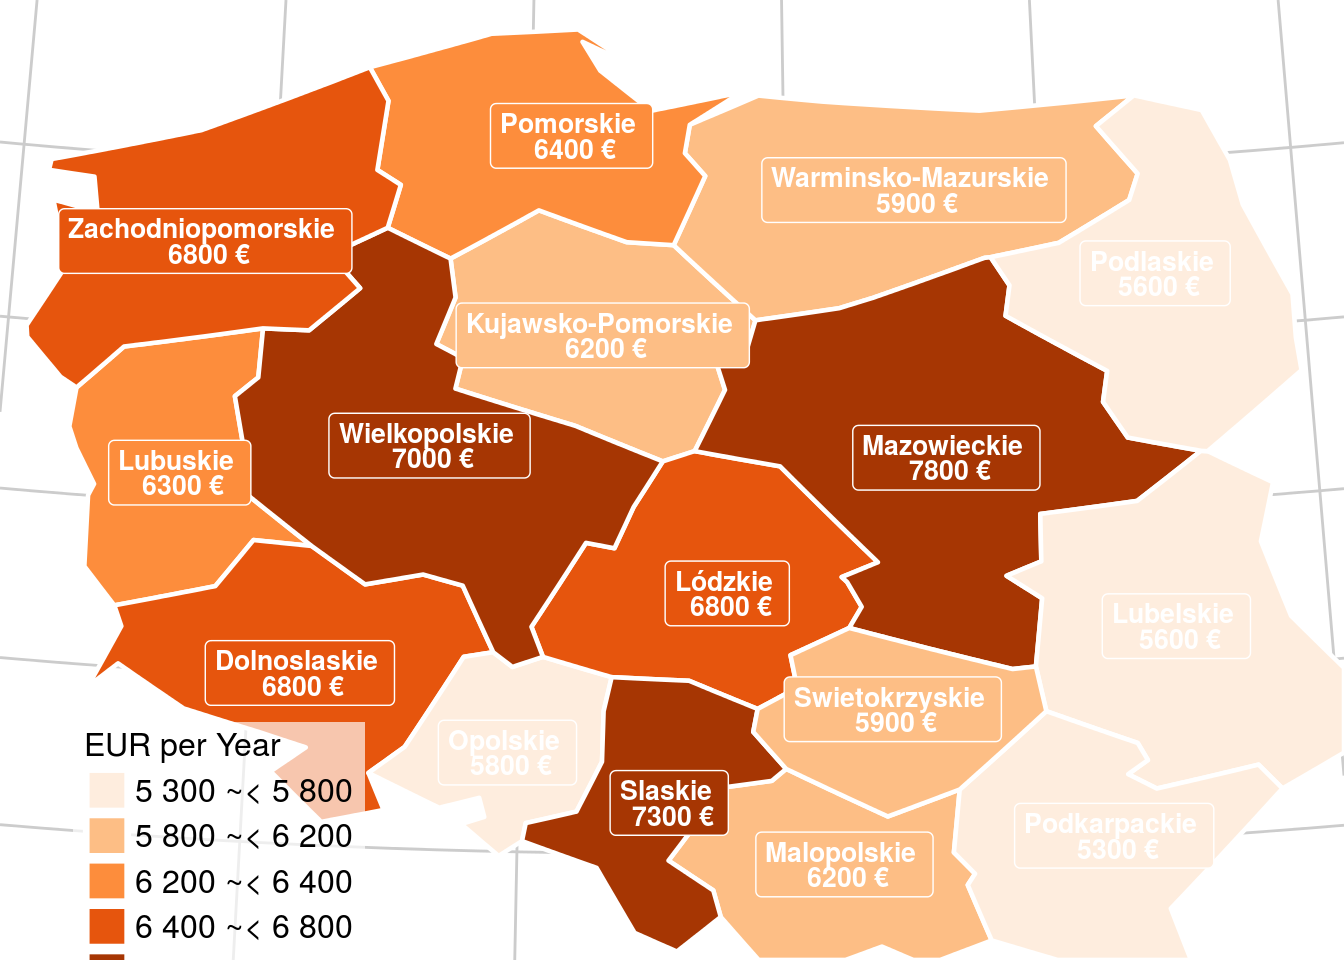 Pomorskie
6400 €
Warminsko-Mazurskie
5900 €
Zachodniopomorskie
6800 €
Podlaskie
5600 €
Kujawsko-Pomorskie
6200 €
Wielkopolskie
7000 €
Mazowieckie
7800 €
Lubuskie
6300 €
Lódzkie
6800 €
Lubelskie
5600 €
Dolnoslaskie
6800 €
Swietokrzyskie
5900 €
Opolskie
5800 €
Slaskie
7300 €
Podkarpackie
5300 €
Malopolskie
6200 €
EUR per Year
5 300 ~< 5 800
5 800 ~< 6 200
6 200 ~< 6 400
6 400 ~< 6 800